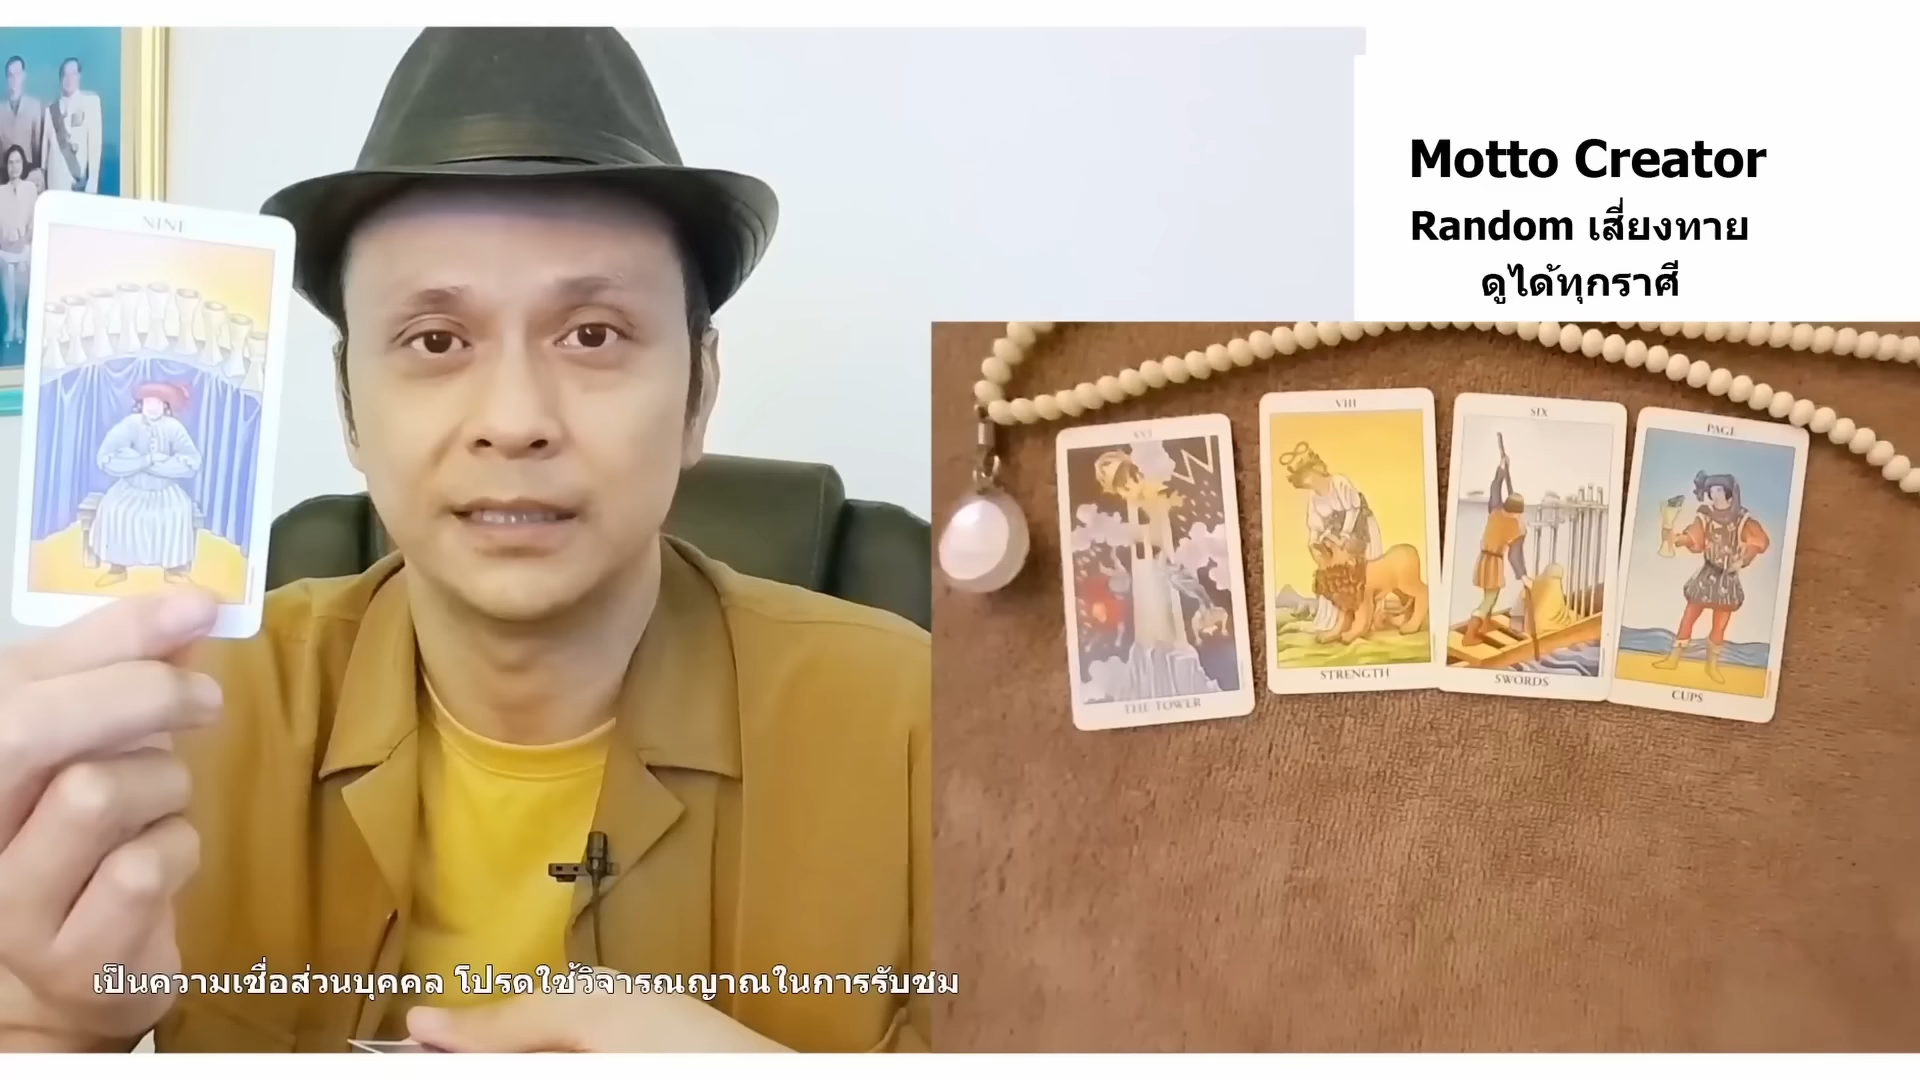 Motto Creator
Random เสี่ยงทาย
ดูได้ทุกราศี
NINE
XVI
THE TOWER
VIII
STRENGTH
SIX
SWORDS
PAGE
CUPS
เป็นความเชื่อส่วนบุคคล โปรดใช้วิจารณญาณในการรับชม